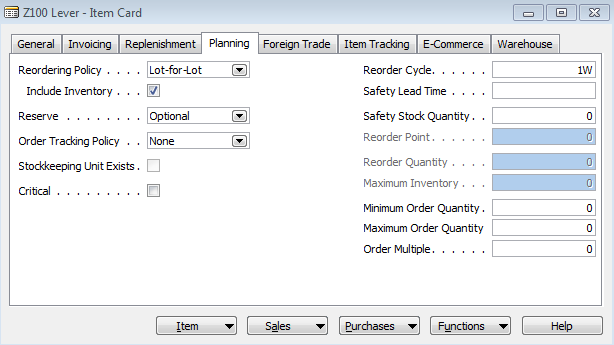 Z100 Lever - Item Card
General Invoicing Replenishment Planning Foreign Trade Item Tracking E-Commerce Warehouse
Reordering Policy . . . . Lot-for-Lot
Include Inventory . . .
Reserve . . . . . . . . Optional
Order Tracking Policy . . None
Stockkeeping Unit Exists .
Critical . . . . . . . . .
Reorder Cycle. . . . . . . 1W
Safety Lead Time . . . .
Safety Stock Quantity . . 0
Reorder Point. . . . . . 0
Reorder Quantity . . . . 0
Maximum Inventory . . . 0
Minimum Order Quantity . 0
Maximum Order Quantity 0
Order Multiple. . . . . . 0
Item Sales Purchases Functions Help